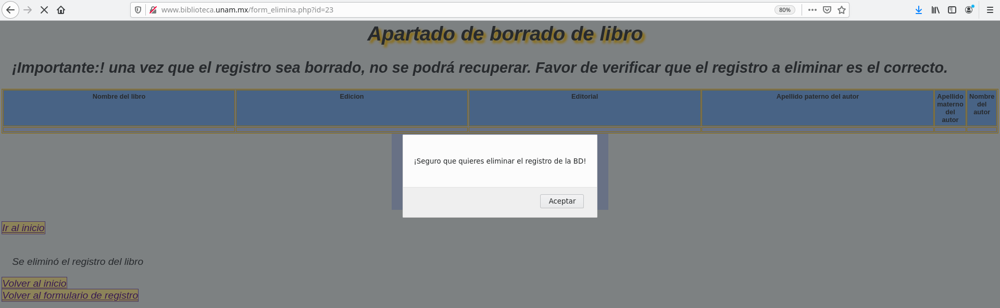 www.biblioteca.unam.mx/form_elimina.php?id=23
80%
Apartado de borrado de libro
¡Importante:! una vez que el registro sea borrado, no se podrá recuperar. Favor de verificar que el registro a eliminar es el correcto.
Nombre del libro
Edicion
Editorial
Apellido paterno del autor
Apellido
materno
del
autor
Nombre
del
autor
¡Seguro que quieres eliminar el registro de la BD!
Aceptar
Ir al inicio
Se eliminó el registro del libro
Volver al inicio
Volver al formulario de registro